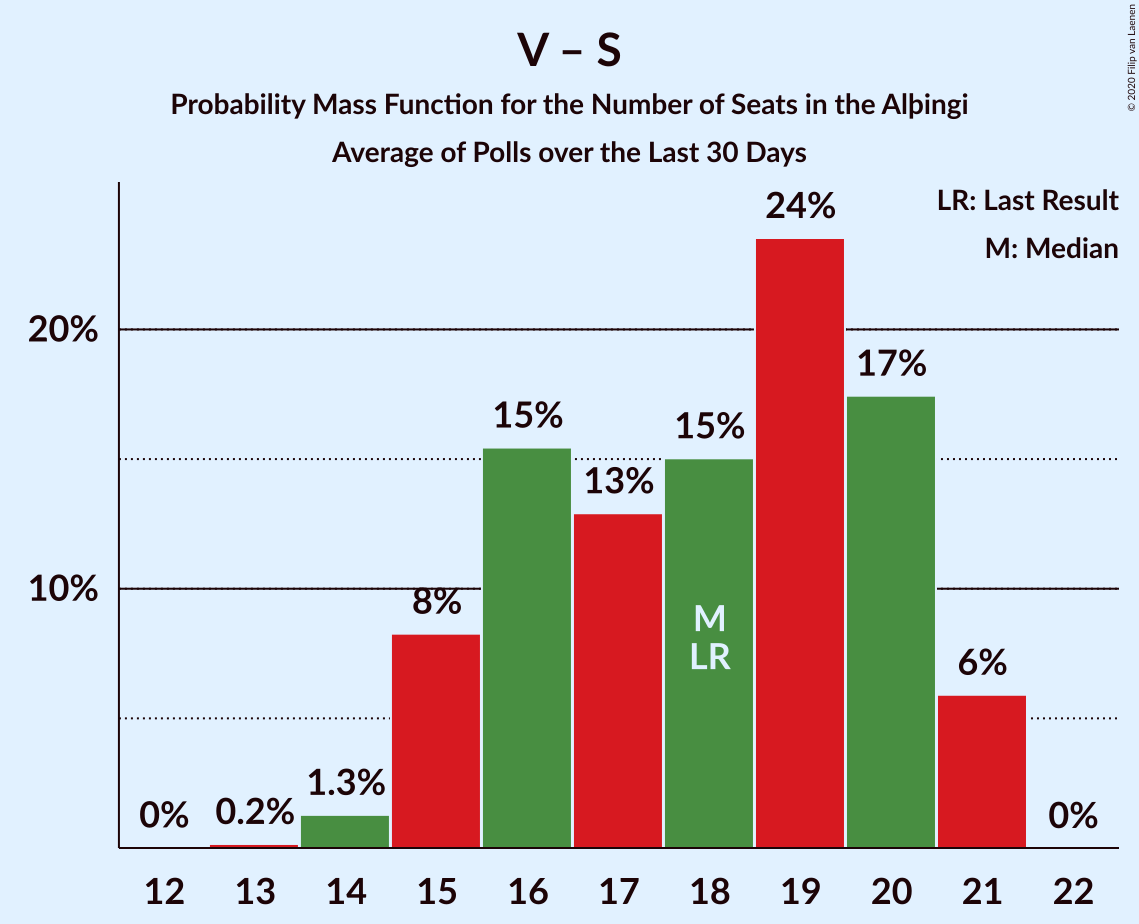 V – S
Probability Mass Function for the Number of Seats in the Alþingi
Average of Polls over the Last 30 Days
© 2020 Filip van Laenen
LR: Last Result
M: Median
20%
10%
0%
0.2%
1.3%
8%
15%
13%
15%
24%
17%
6%
0%
M
LR
12 13 14 15 16 17 18 19 20 21 22